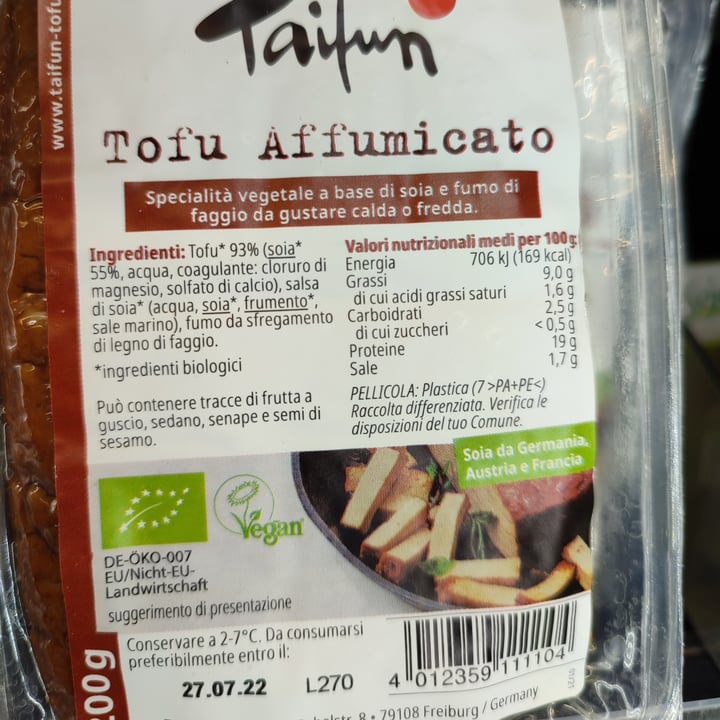 www.taifun-tofu
Taifun
Tofu Affumicato
Specialità vegetale a base di soia e fumo di
faggio da gustare calda o fredda.
Ingredienti: Tofu* 93% (soia*
55%, acqua, coagulante: cloruro di
magnesio, solfato di calcio), salsa
di soia* (acqua, soia*, frumento*,
sale marino), fumo da sfregamento
di legno di faggio.
*ingredienti biologici
Può contenere tracce di frutta a
guscio, sedano, senape e semi di
sesamo.
Valori nutrizionali medi per 100g:
Energia 706 kJ (169 kcal)
Grassi 9,0 g
di cui acidi grassi saturi 1,6 g
Carboidrati 2,5 g
di cui zuccheri <0,5 g
Proteine 19 g
Sale 1,7 g
PELLICOLA: Plastica (7 >PA+PE<)
Raccolta differenziata. Verifica le
disposizioni del tuo Comune.
Soia da Germania,
Austria e Francia
Vegan
DE-ÖKO-007
EU/Nicht-EU-
Landwirtschaft
suggerimento di presentazione
200g
Conservare a 2-7°C. Da consumarsi
preferibilmente entro il:
27.07.22 L270
4 012359 111104
01/21
8 • 79108 Freiburg / Germany